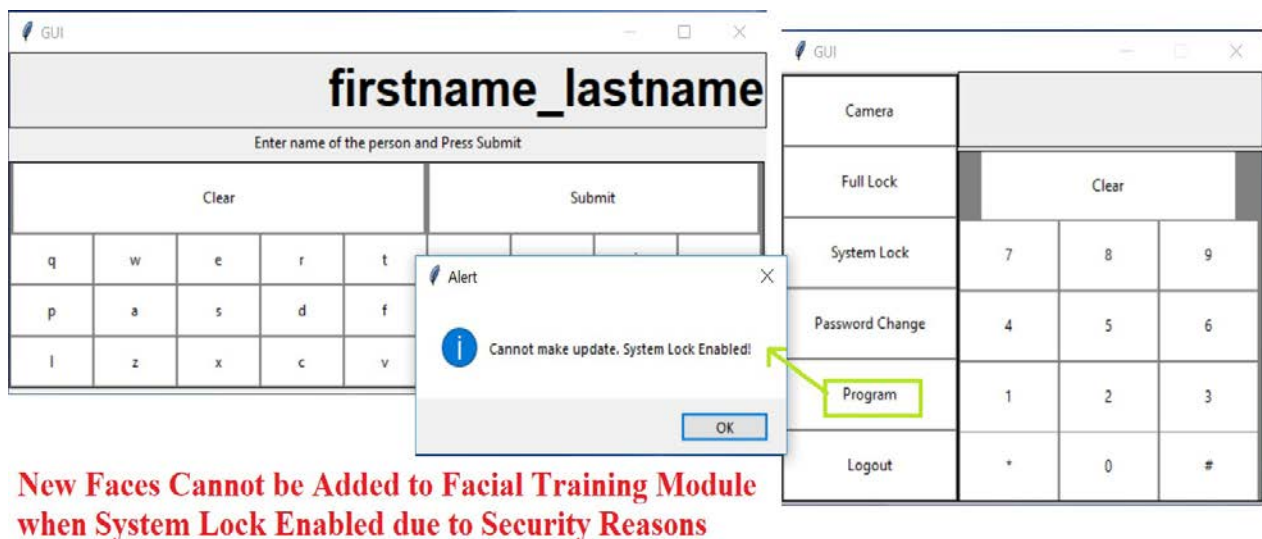 GUI
firstname_lastname
Enter name of the person and Press Submit
Clear Submit
q w e r t
p a s d f
l z x c v
Alert
Cannot make update. System Lock Enabled!
OK
GUI
Camera
Full Lock
System Lock
Password Change
Program
Logout
Clear
7 8 9
4 5 6
1 2 3
* 0 #
New Faces Cannot be Added to Facial Training Module
when System Lock Enabled due to Security Reasons